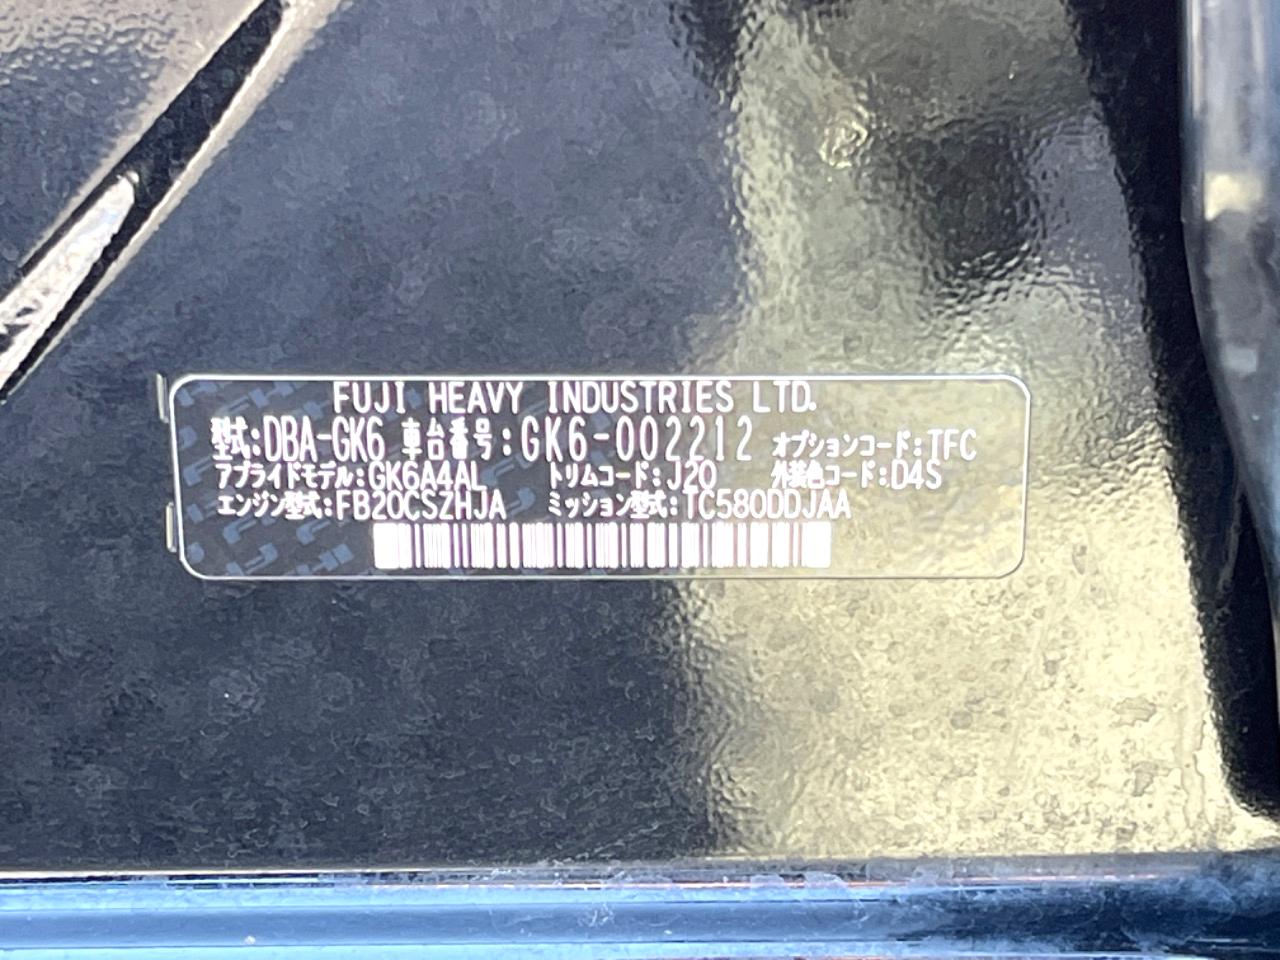 FUJI HEAVY INDUSTRIES LTD.
型式:DBA-GK6 車台番号:GK6-002212 オプションコード:TFC
アプライドモデル:GK6A4AL トリムコード:J20 外装色コード:D4S
エンジン型式:FB20CSZHJA ミッション型式:TC580DDJAA